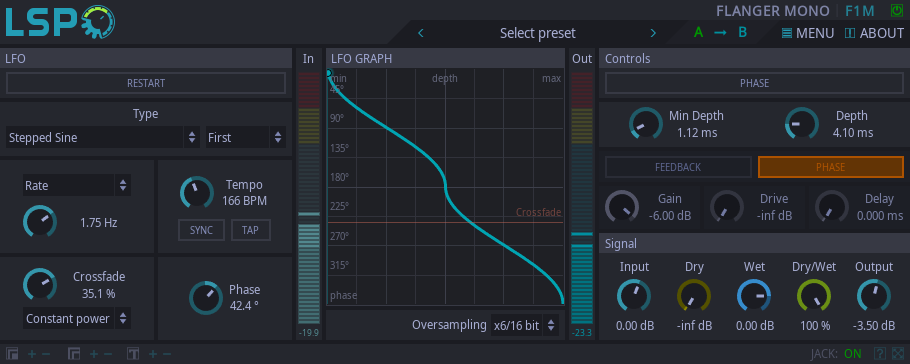 LSP
FLANGER MONO F1M
Select preset
A → B
MENU
ABOUT
LFO
RESTART
Type
Stepped Sine
First
Rate
1.75 Hz
Tempo
166 BPM
SYNC
TAP
Crossfade
35.1 %
Constant power
Phase
42.4 °
In
-19.9
LFO GRAPH
min
depth
max
45°
90°
135°
180°
225°
Crossfade
270°
315°
phase
Oversampling
x6/16 bit
Out
-23.3
Controls
PHASE
Min Depth
1.12 ms
Depth
4.10 ms
FEEDBACK
PHASE
Gain
-6.00 dB
Drive
-inf dB
Delay
0.000 ms
Signal
Input
Dry
Wet
Dry/Wet
Output
0.00 dB
-inf dB
0.00 dB
100 %
-3.50 dB
JACK: ON